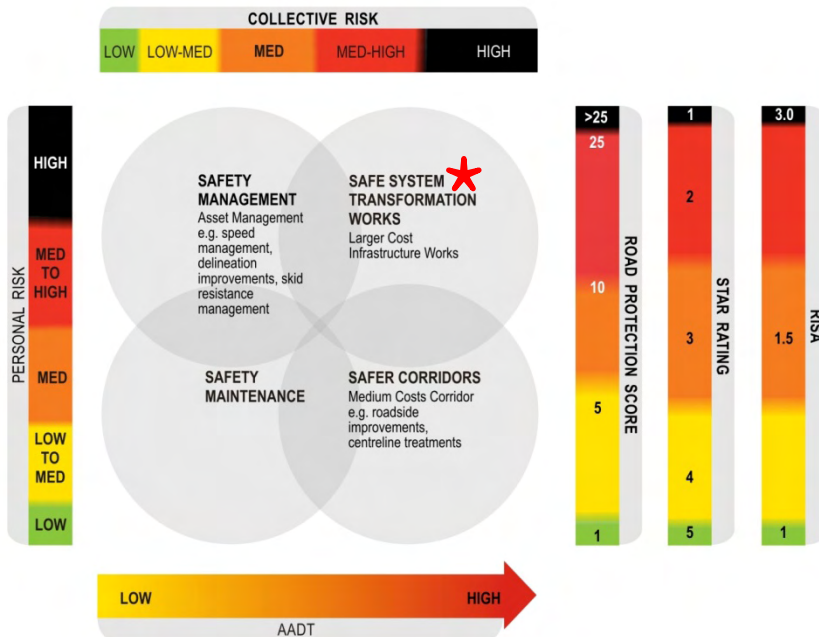 COLLECTIVE RISK
LOW
LOW-MED
MED
MED-HIGH
HIGH
PERSONAL RISK
HIGH
MED
TO
HIGH
MED
LOW
TO
MED
LOW
SAFETY
MANAGEMENT
Asset Management
e.g. speed
management,
delineation
improvements, skid
resistance
management
SAFE SYSTEM
TRANSFORMATION
WORKS
Larger Cost
Infrastructure Works
SAFETY
MAINTENANCE
SAFER CORRIDORS
Medium Costs Corridor
e.g. roadside
improvements,
centreline treatments
>25
25
10
5
1
ROAD PROTECTION SCORE
1
2
3
4
5
STAR RATING
3.0
1.5
1
RISA
LOW
HIGH
AADT